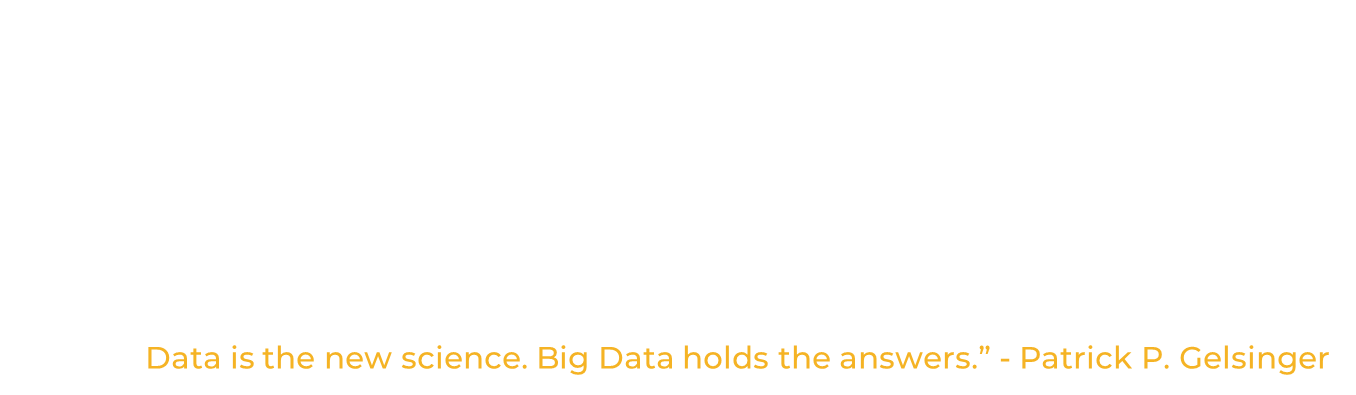 Data is the new science. Big Data holds the answers.” - Patrick P. Gelsinger